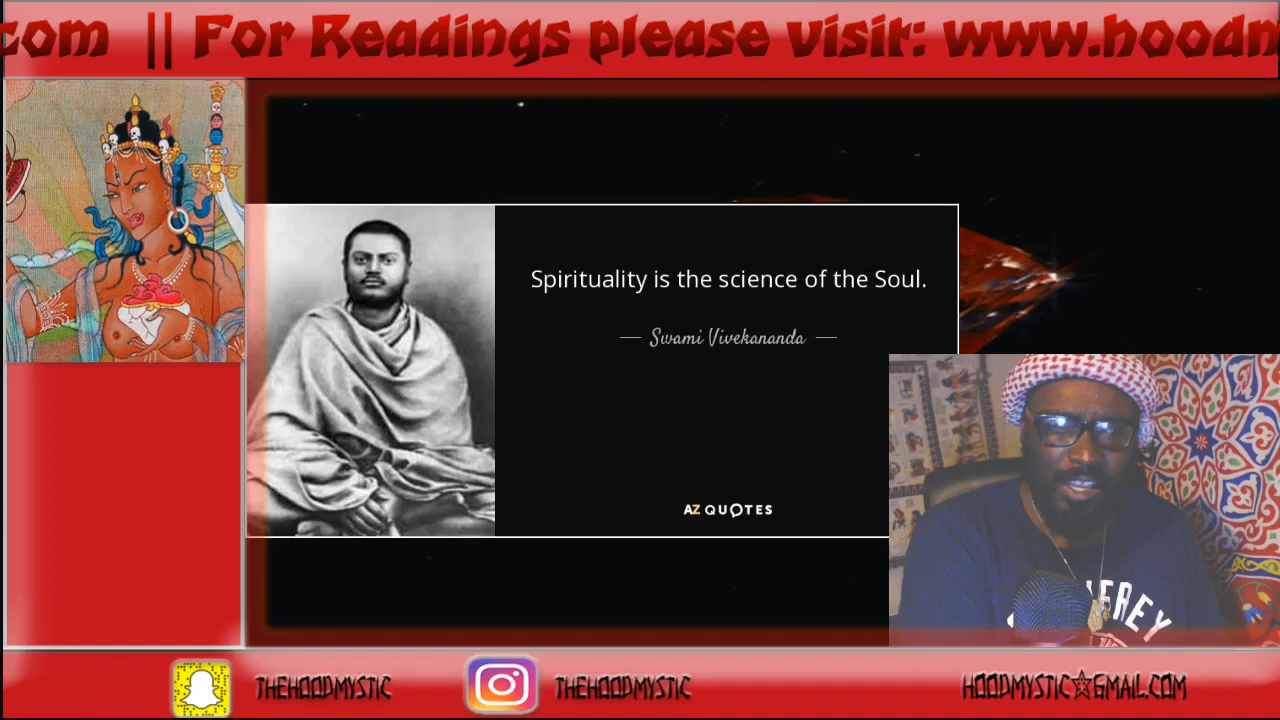 com || For Readings please visit: www.hoodm
Spirituality is the science of the Soul.
— Swami Vivekananda —
AZ QUOTES
FREY
THEHOODMYSTIC
THEHOODMYSTIC
HOODMYSTIC☆GMAIL.COM